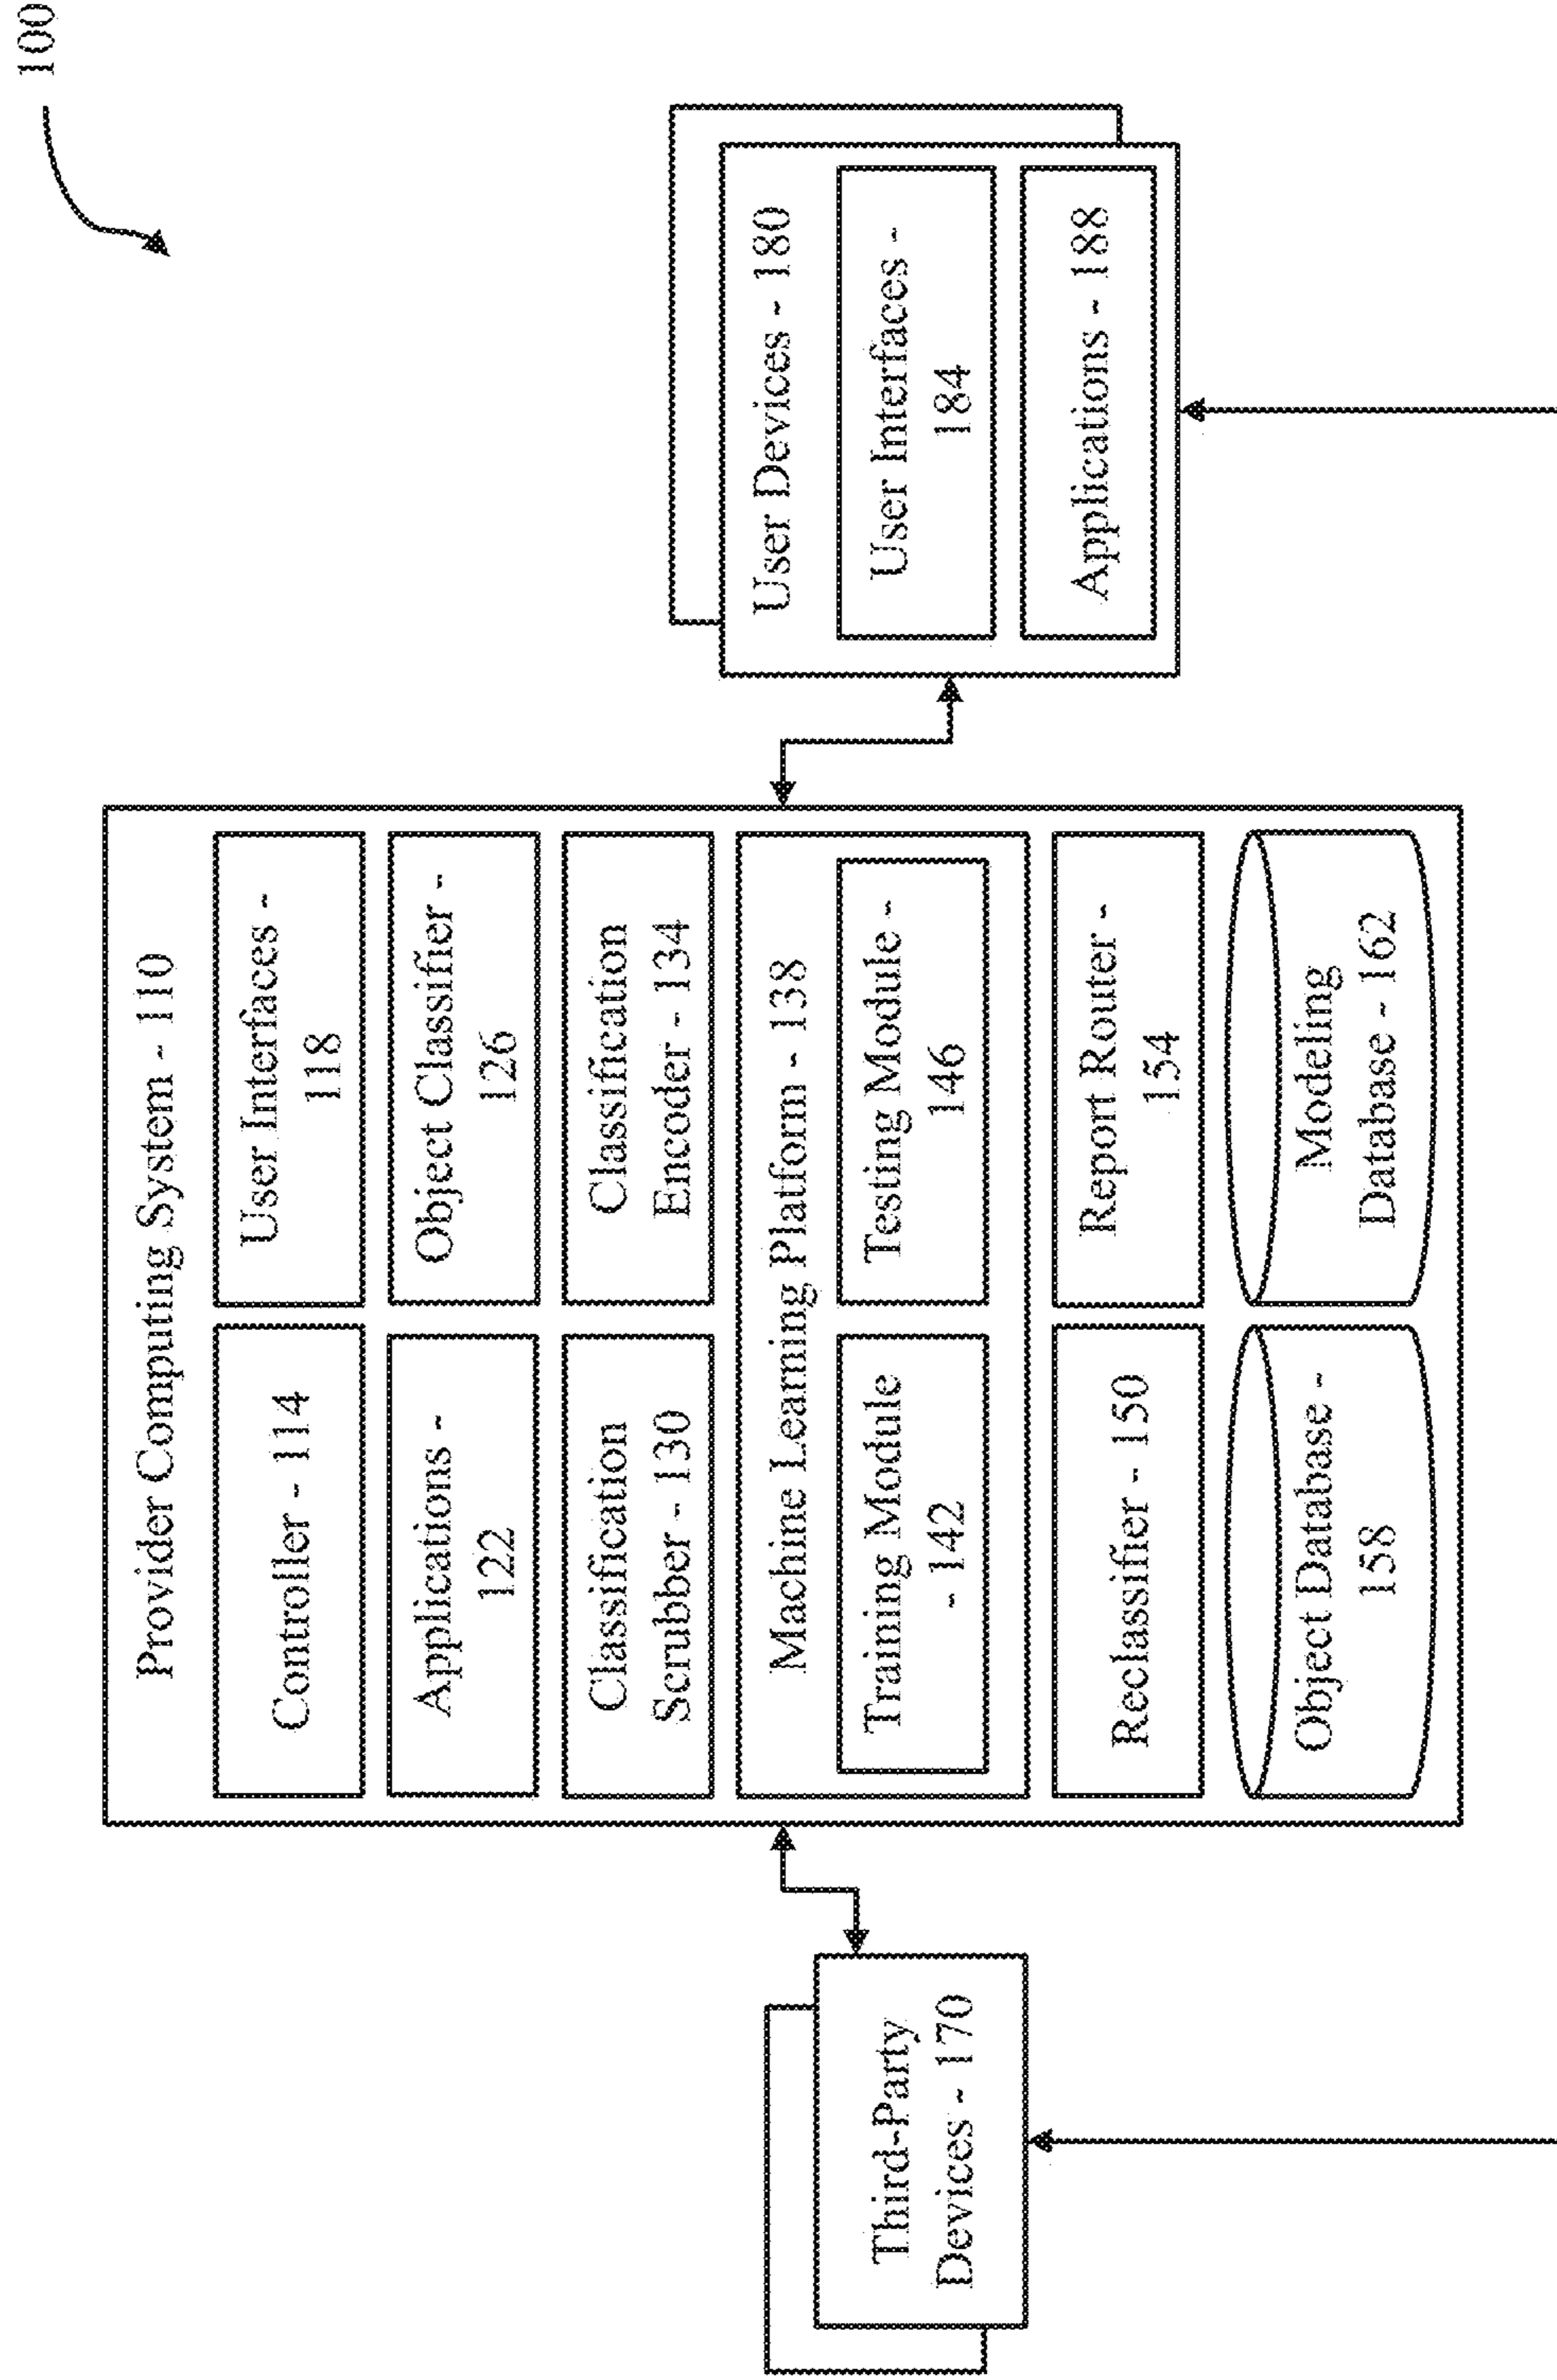 100
Provider Computing System - 110
Controller - 114
User Interfaces -
118
Applications -
122
Object Classifier -
126
Classification
Scrubber - 130
Classification
Encoder - 134
Machine Learning Platform - 138
Training Module
- 142
Testing Module -
146
Reclassifier - 150
Report Router -
154
Object Database -
158
Modeling
Database - 162
Third-Party
Devices - 170
User Devices - 180
User Interfaces -
184
Applications - 188